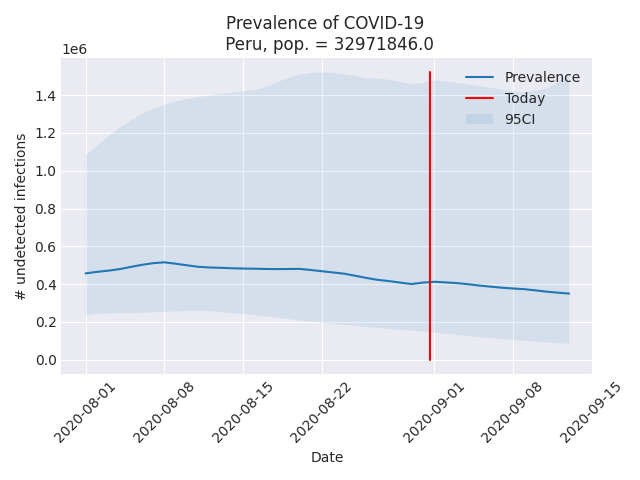 Prevalence of COVID-19
Peru, pop. = 32971846.0
1e6
Prevalence
Today
95CI
1.4
1.2
1.0
0.8
0.6
0.4
0.2
0.0
# undetected infections
2020-08-01
2020-08-08
2020-08-15
2020-08-22
2020-09-01
2020-09-08
2020-09-15
Date